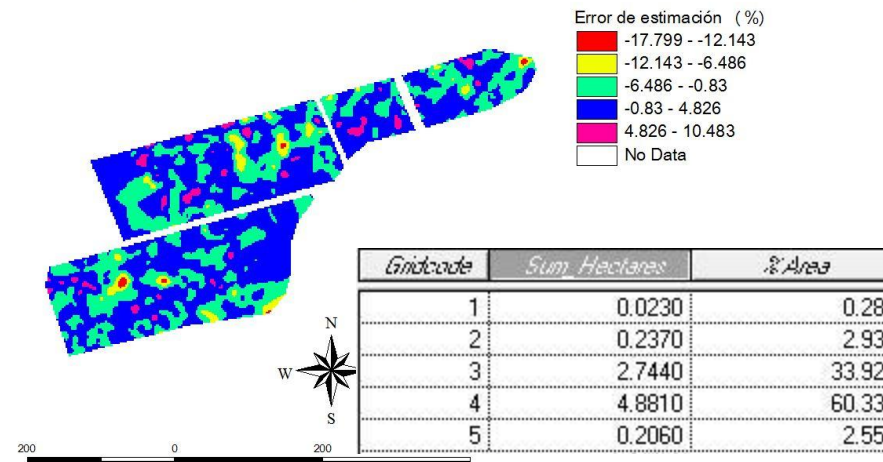 Error de estimación (%)
-17.799 - -12.143
-12.143 - -6.486
-6.486 - -0.83
-0.83 - 4.826
4.826 - 10.483
No Data
Gridcode Sum_Hectares %Area
1 0.0230 0.28
2 0.2370 2.93
3 2.7440 33.92
4 4.8810 60.33
5 0.2060 2.55
N
W
S
200 0 200